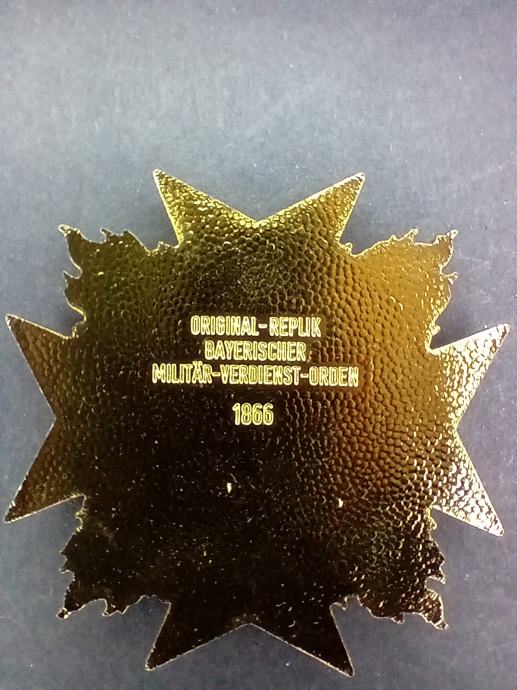 ORIGINAL-REPLIK
BAYERISCHER
MILITÄR-VERDIENST-ORDEN
1866